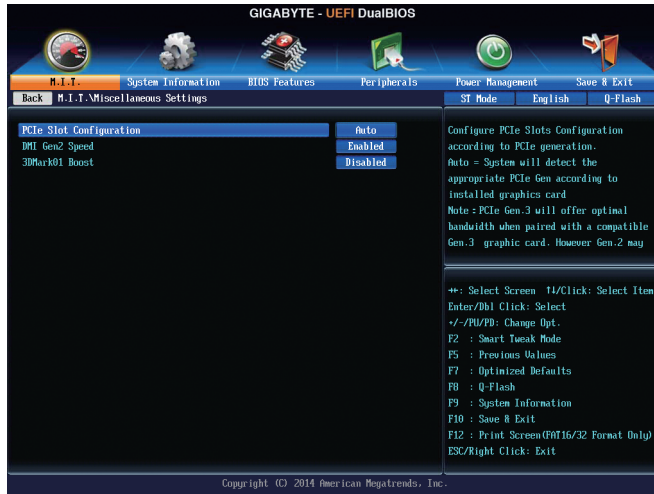 GIGABYTE - UEFI DualBIOS
M.I.T. System Information BIOS Features Peripherals Power Management Save & Exit
Back M.I.T.\Miscellaneous Settings ST Mode English Q-Flash
PCIe Slot Configuration Auto
DMI Gen2 Speed Enabled
3DMark01 Boost Disabled
Configure PCIe Slots Configuration
according to PCIe generation.
Auto = System will detect the
appropriate PCIe Gen according to
installed graphics card
Note : PCIe Gen.3 will offer optimal
bandwidth when paired with a compatible
Gen.3 graphic card. However Gen.2 may
→←: Select Screen ↑↓/Click: Select Item
Enter/Dbl Click: Select
+/-/PU/PD: Change Opt.
F2 : Smart Tweak Mode
F5 : Previous Values
F7 : Optimized Defaults
F8 : Q-Flash
F9 : System Information
F10 : Save & Exit
F12 : Print Screen(FAT16/32 Format Only)
ESC/Right Click: Exit
Copyright (C) 2014 American Megatrends, Inc.